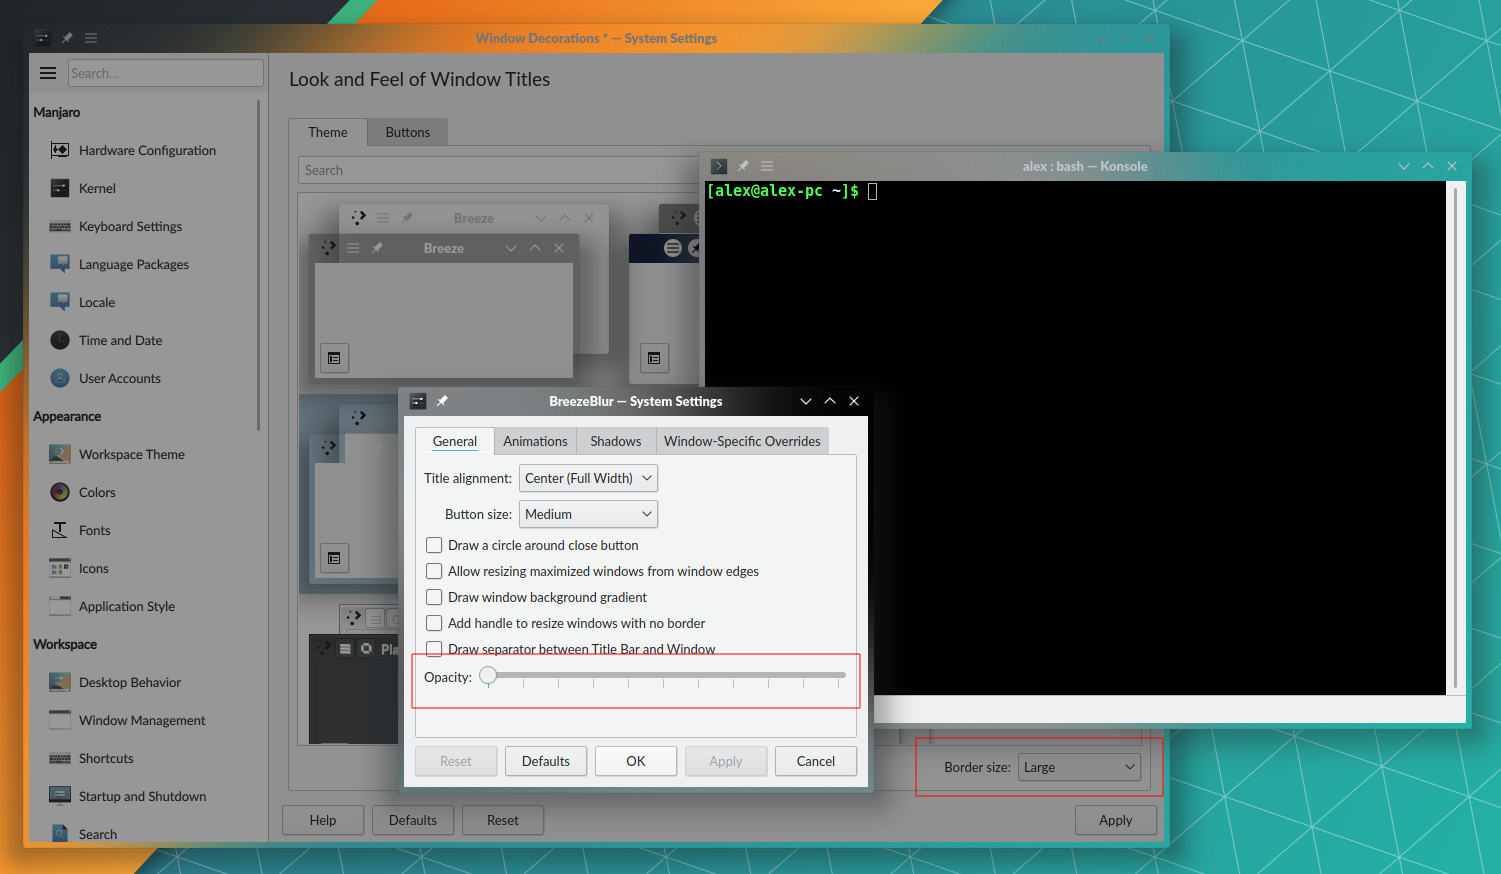 Window Decorations * — System Settings
Search...
Look and Feel of Window Titles
Manjaro
Hardware Configuration
Kernel
Keyboard Settings
Language Packages
Locale
Time and Date
User Accounts
Appearance
Workspace Theme
Colors
Fonts
Icons
Application Style
Workspace
Desktop Behavior
Window Management
Shortcuts
Startup and Shutdown
Search
Theme
Buttons
Search
Breeze
Breeze
Pla
alex : bash — Konsole
[alex@alex-pc ~]$
BreezeBlur — System Settings
General
Animations
Shadows
Window-Specific Overrides
Title alignment: Center (Full Width)
Button size: Medium
Draw a circle around close button
Allow resizing maximized windows from window edges
Draw window background gradient
Add handle to resize windows with no border
Draw separator between Title Bar and Window
Opacity:
Reset
Defaults
OK
Apply
Cancel
Border size: Large
Help
Defaults
Reset
Apply